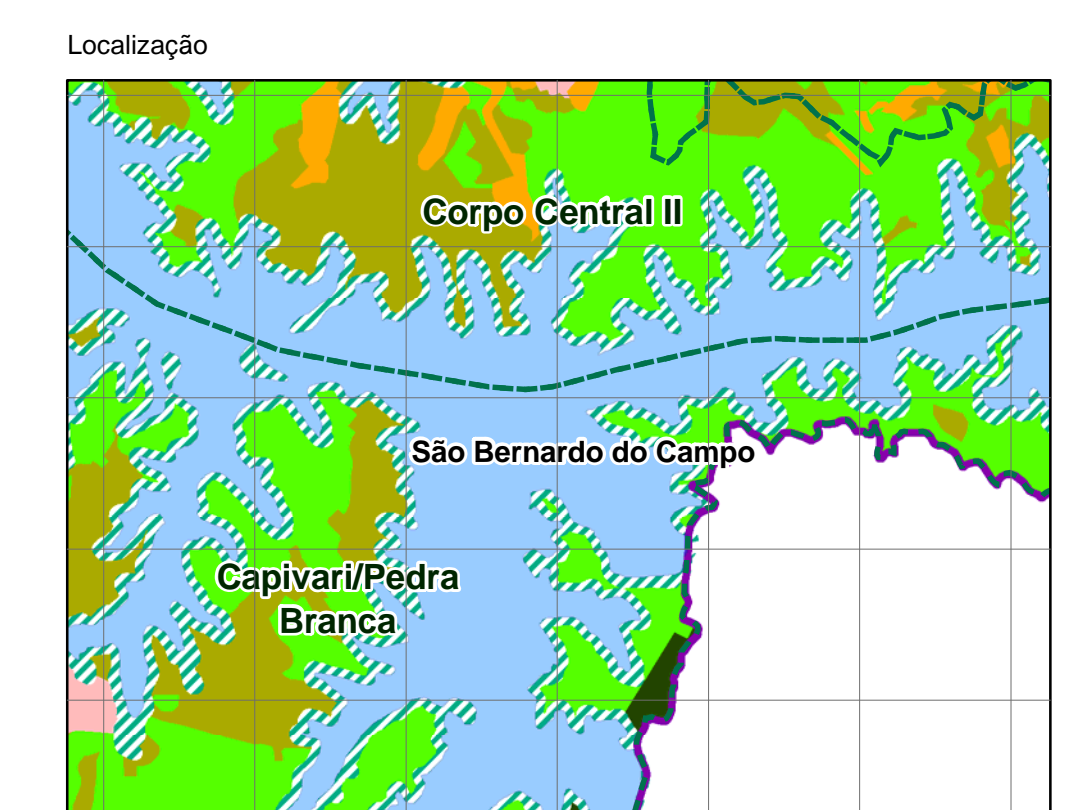 Localização
Corpo Central II
São Bernardo do Campo
Capivari/Pedra
Branca